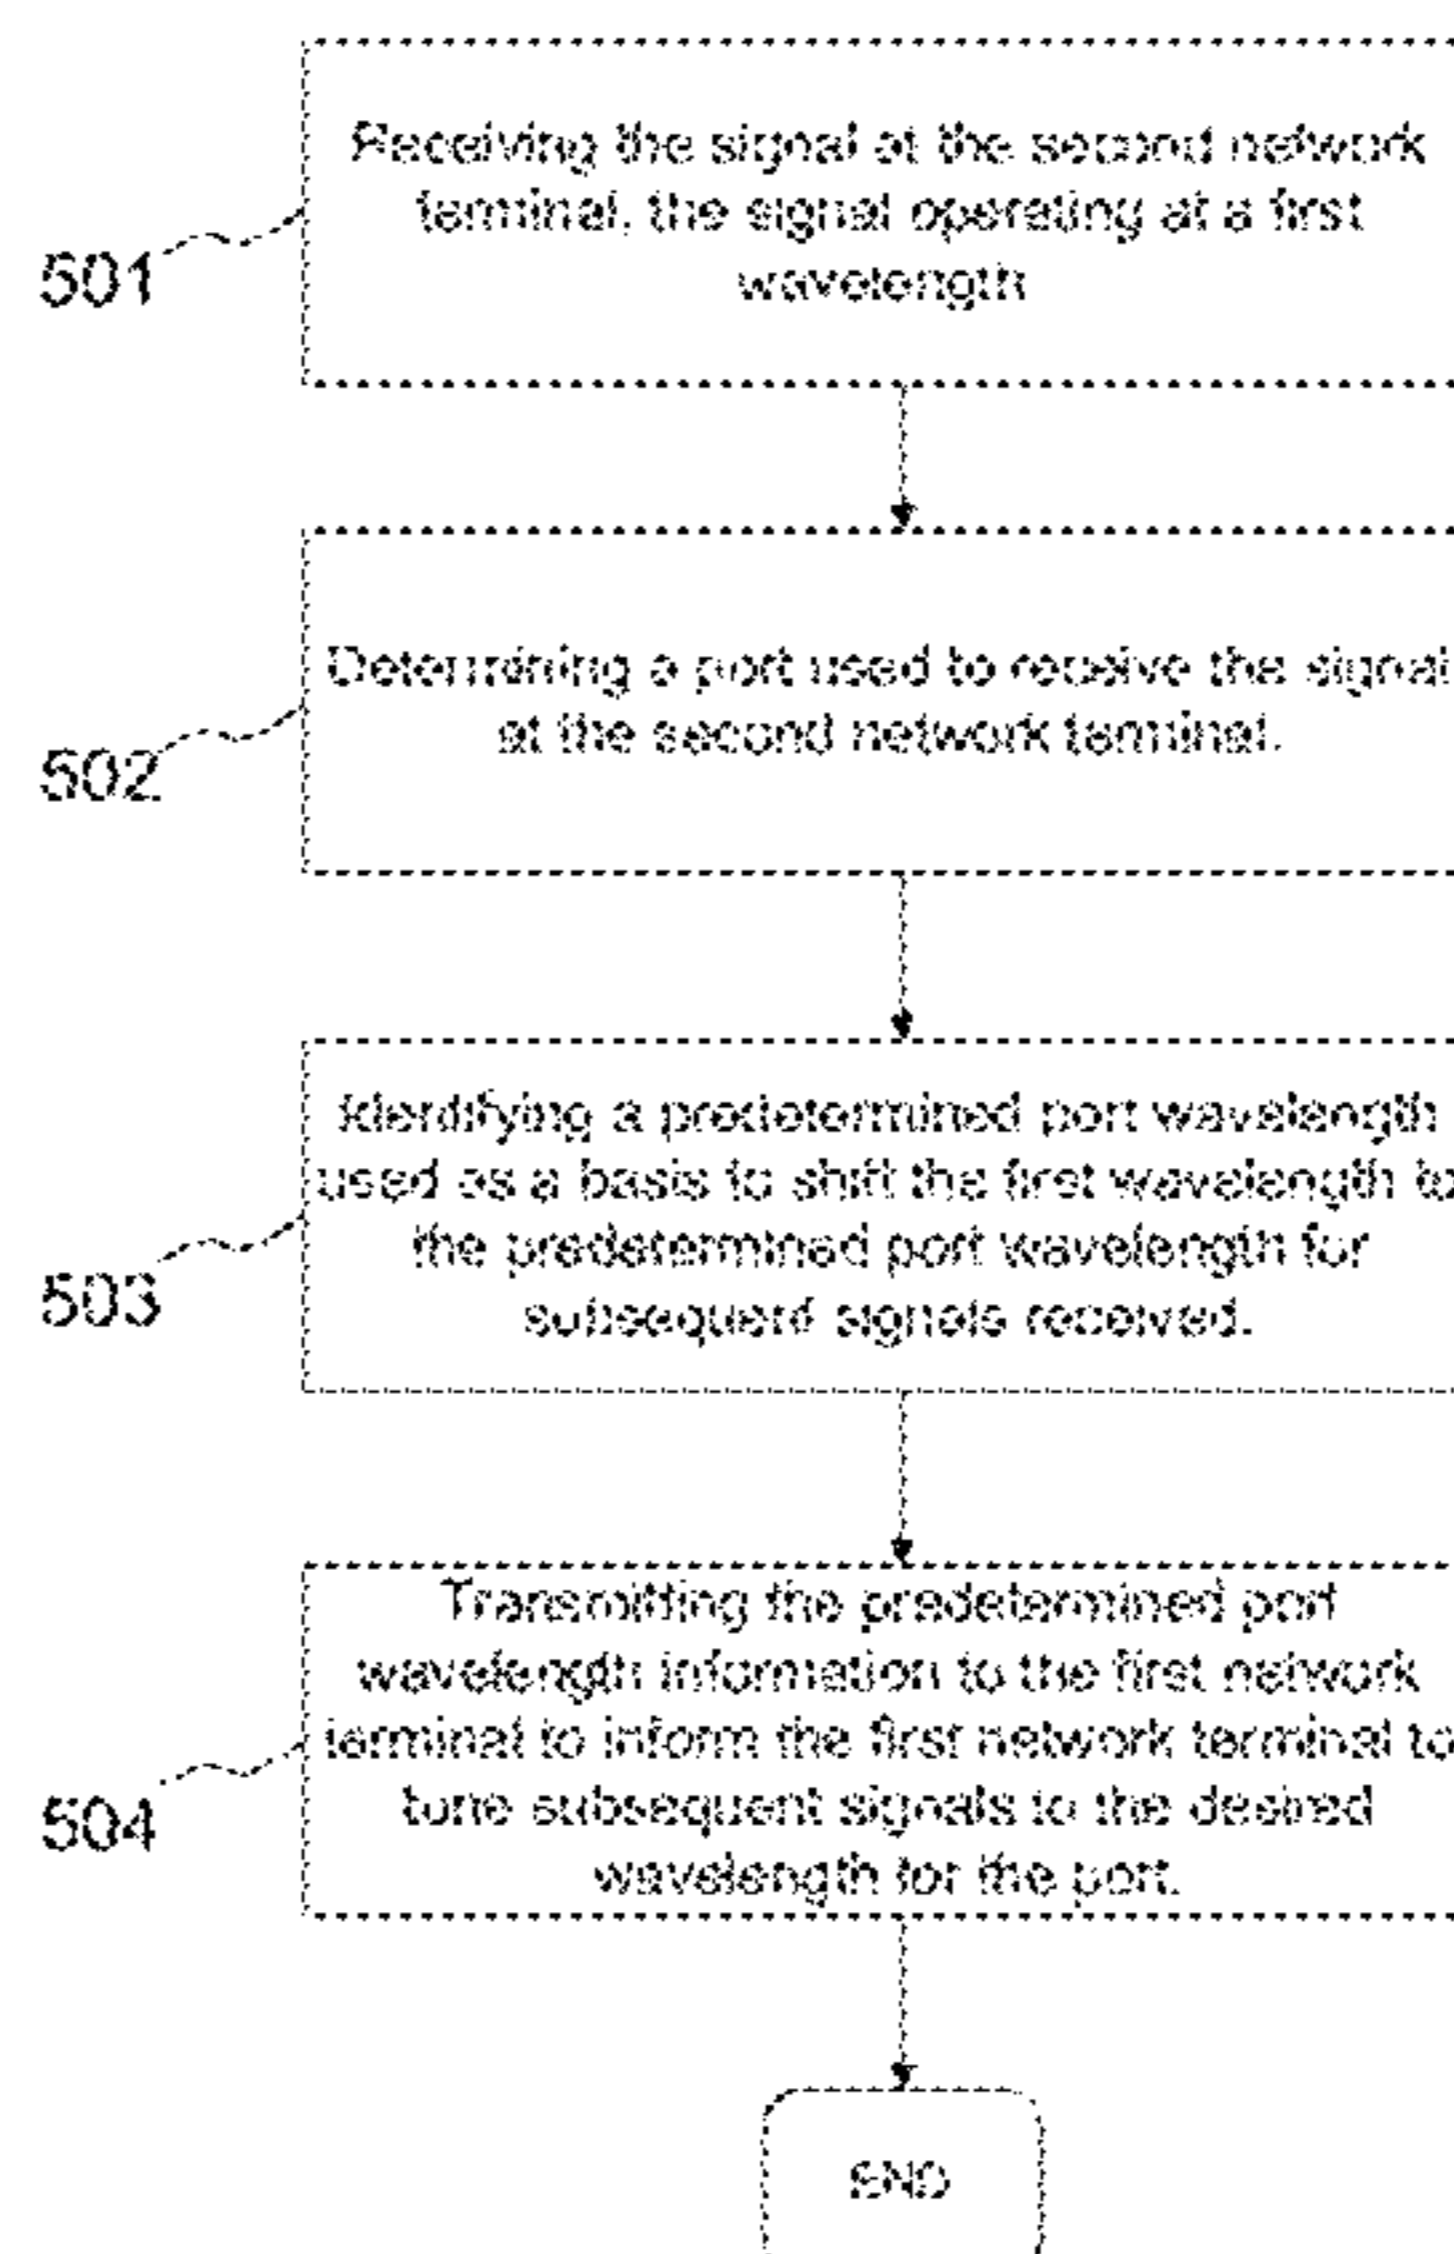 Receiving the signal at the second network
terminal, the signal operating at a first
wavelength
501
Determining a port used to receive the signal
at the second network terminal.
502
Identifying a predetermined port wavelength
used as a basis to shift the first wavelength to
the predetermined port wavelength for
subsequent signals received.
503
Transmitting the predetermined port
wavelength information to the first network
terminal to inform the first network terminal to
tune subsequent signals to the desired
wavelength for the port.
504
END